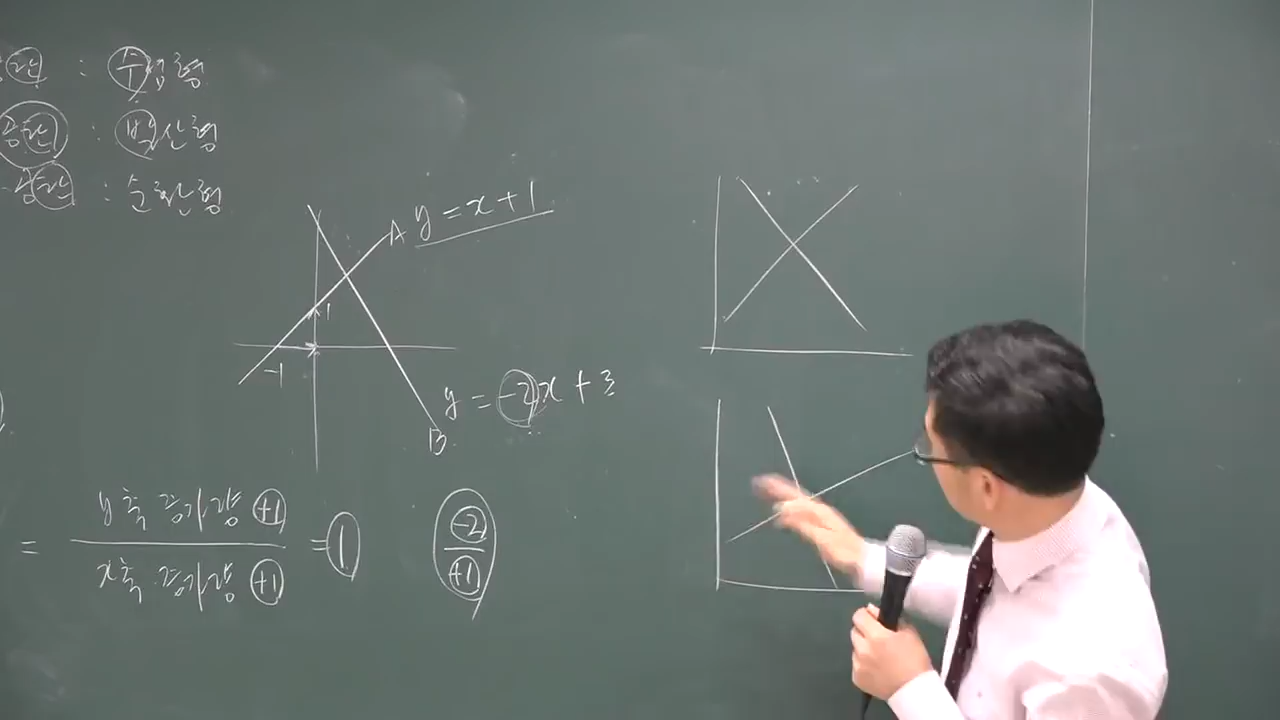 : 수렴형
: 발산형
: 순환형
A y = x + 1
1
-1
y = -2x + 3
B
= y축 증가량 +1 / x축 증가량 +1 = 1
-2 / +1